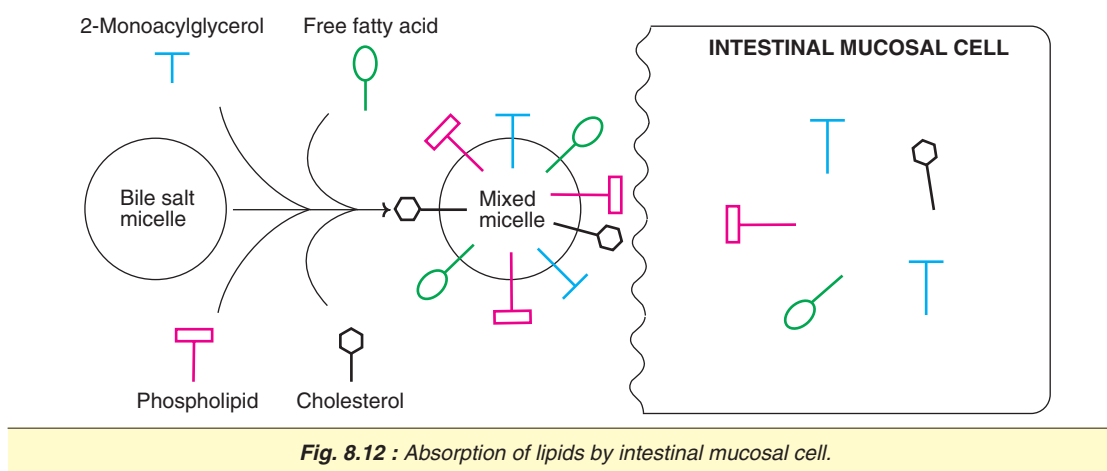 2-Monoacylglycerol
Free fatty acid
INTESTINAL MUCOSAL CELL
Bile salt
micelle
Mixed
micelle
Phospholipid
Cholesterol
Fig. 8.12 : Absorption of lipids by intestinal mucosal cell.